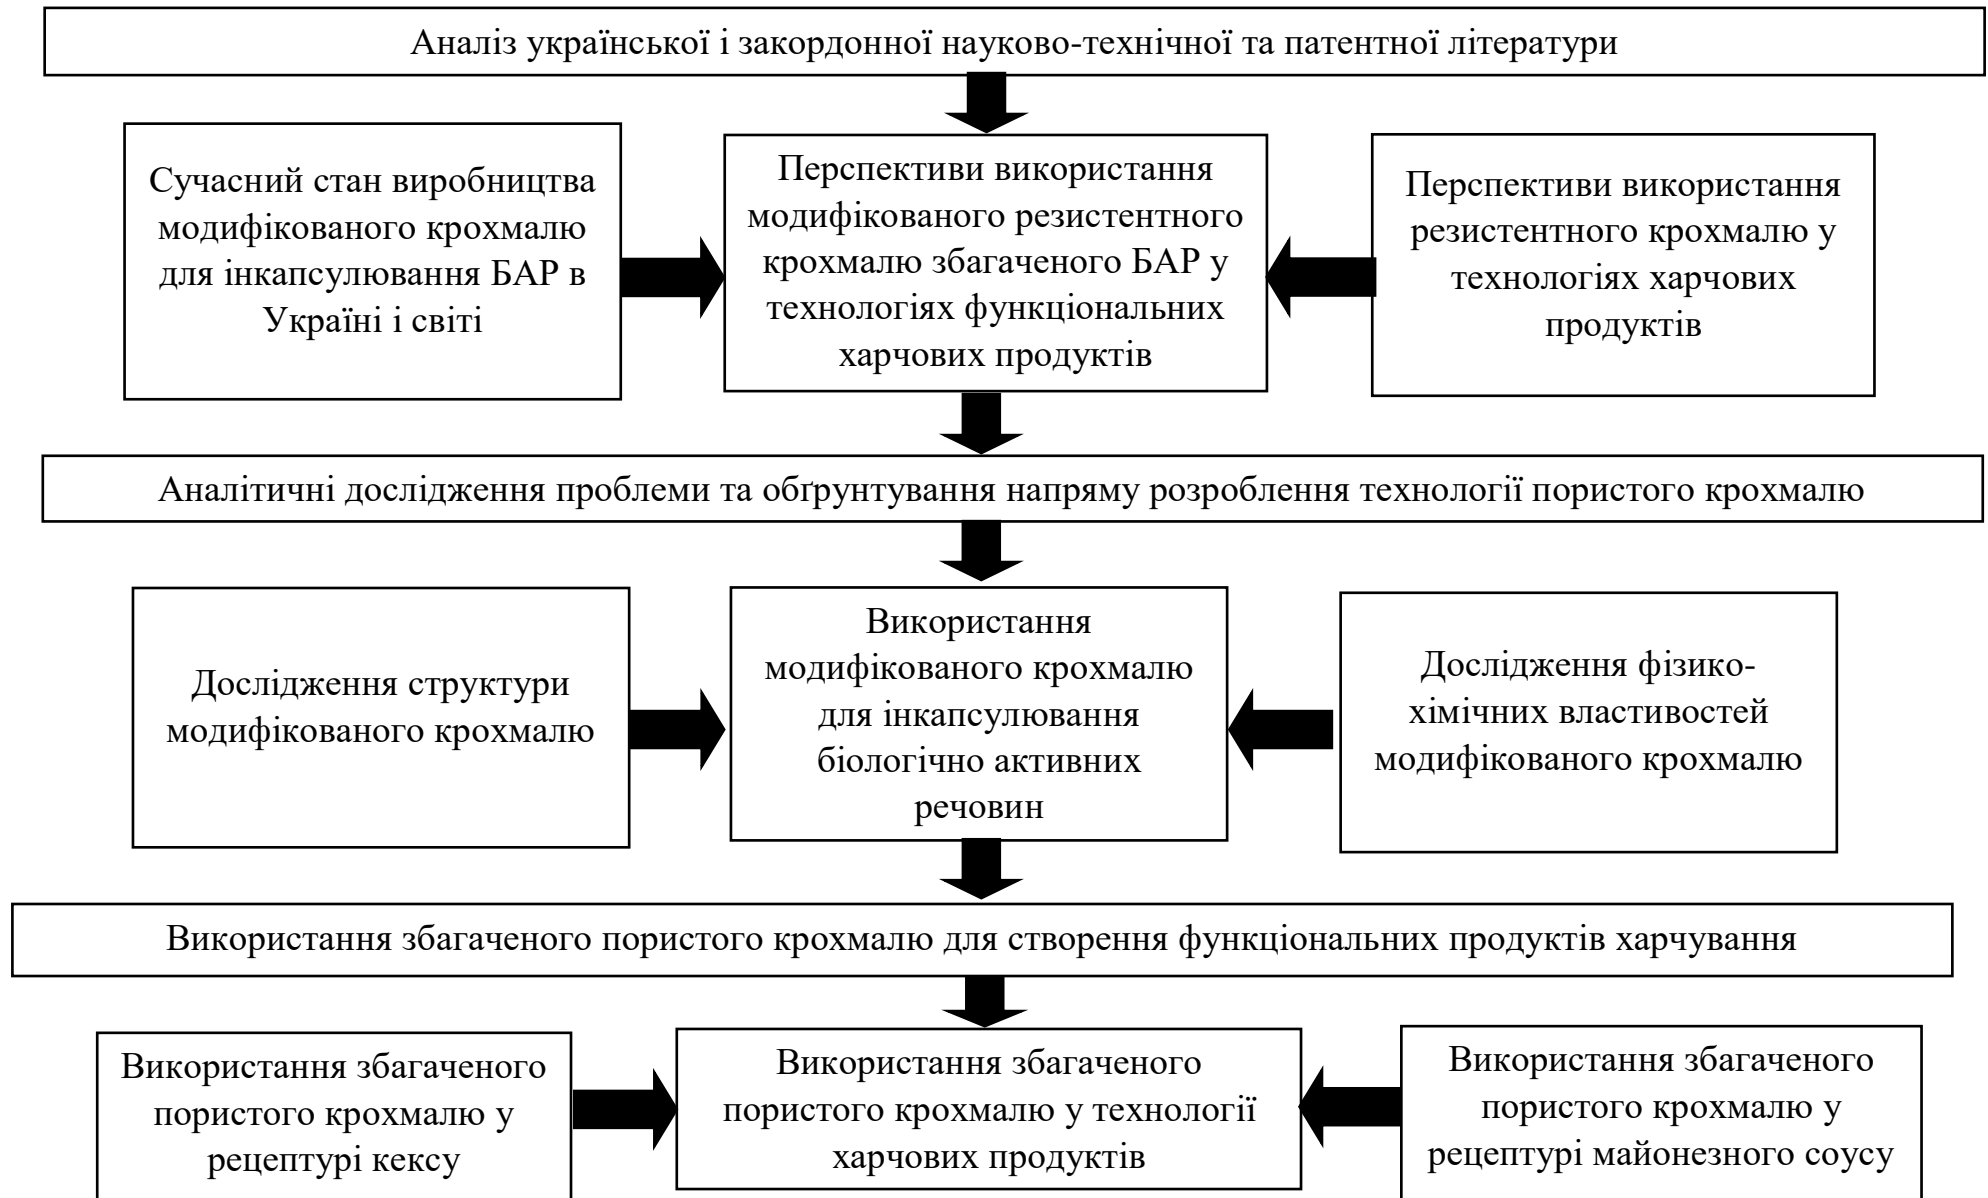 Аналіз української і закордонної науково-технічної та патентної літератури
Сучасний стан виробництва
модифікованого крохмалю
для інкапсулювання БАР в
Україні і світі
Перспективи використання
модифікованого резистентного
крохмалю збагаченого БАР у
технологіях функціональних
харчових продуктів
Перспективи використання
резистентного крохмалю у
технологіях харчових
продуктів
Аналітичні дослідження проблеми та обґрунтування напряму розроблення технології пористого крохмалю
Дослідження структури
модифікованого крохмалю
Використання
модифікованого крохмалю
для інкапсулювання
біологічно активних
речовин
Дослідження фізико-
хімічних властивостей
модифікованого крохмалю
Використання збагаченого пористого крохмалю для створення функціональних продуктів харчування
Використання збагаченого
пористого крохмалю у
рецептурі кексу
Використання збагаченого
пористого крохмалю у технології
харчових продуктів
Використання збагаченого
пористого крохмалю у
рецептурі майонезного соусу